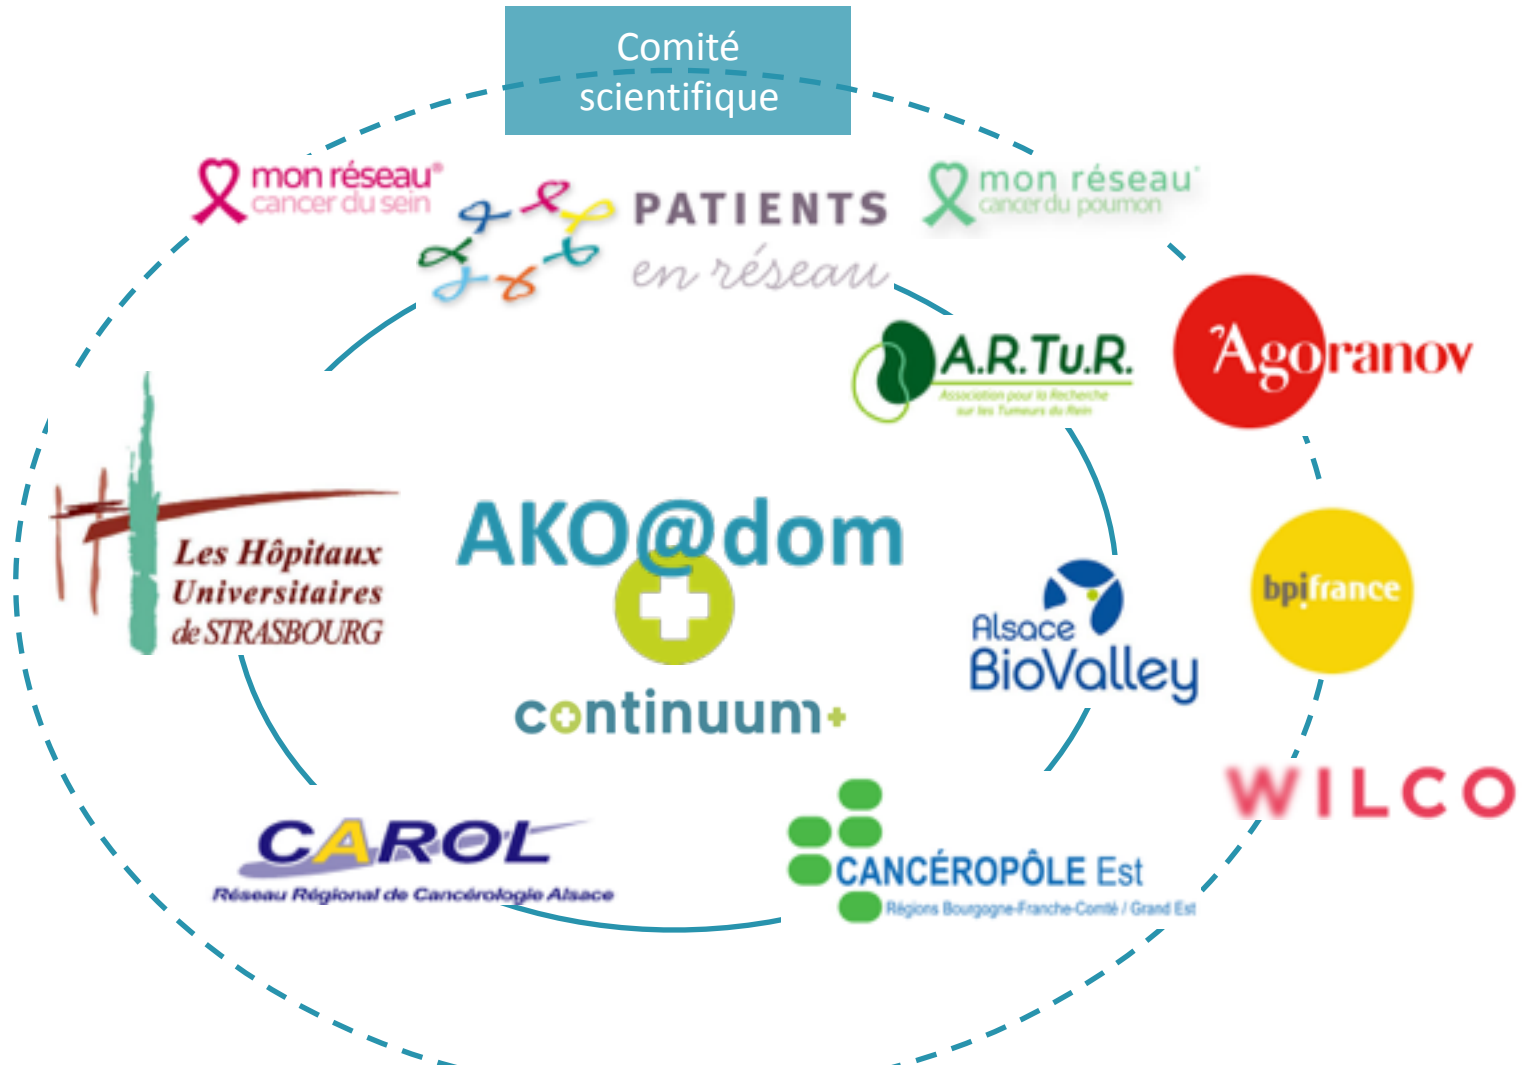 Comité
scientifique
mon réseau®
cancer du sein
PATIENTS
en réseau
mon réseau
cancer du poumon
A.R.Tu.R.
Association pour la Recherche
sur les Tumeurs du Rein
Agoranov
Les Hôpitaux
Universitaires
de STRASBOURG
AKO@dom
continuum+
Alsace
BioValley
bpifrance
WILCO
CAROL
Réseau Régional de Cancérologie Alsace
CANCÉROPÔLE Est
Régions Bourgogne-Franche-Comté / Grand Est